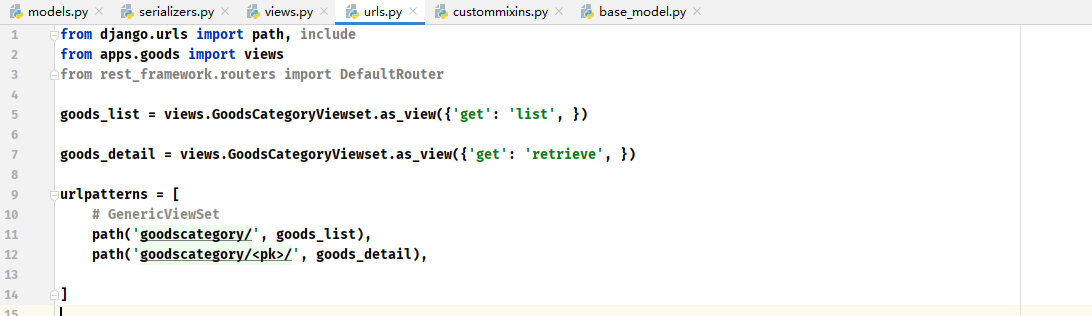 models.py serializers.py views.py urls.py custommixins.py base_model.py
1 from django.urls import path, include
2 from apps.goods import views
3 from rest_framework.routers import DefaultRouter
4
5 goods_list = views.GoodsCategoryViewset.as_view({'get': 'list', })
6
7 goods_detail = views.GoodsCategoryViewset.as_view({'get': 'retrieve', })
8
9 urlpatterns = [
10     # GenericViewSet
11     path('goodscategory/', goods_list),
12     path('goodscategory/<pk>/', goods_detail),
13
14 ]
15